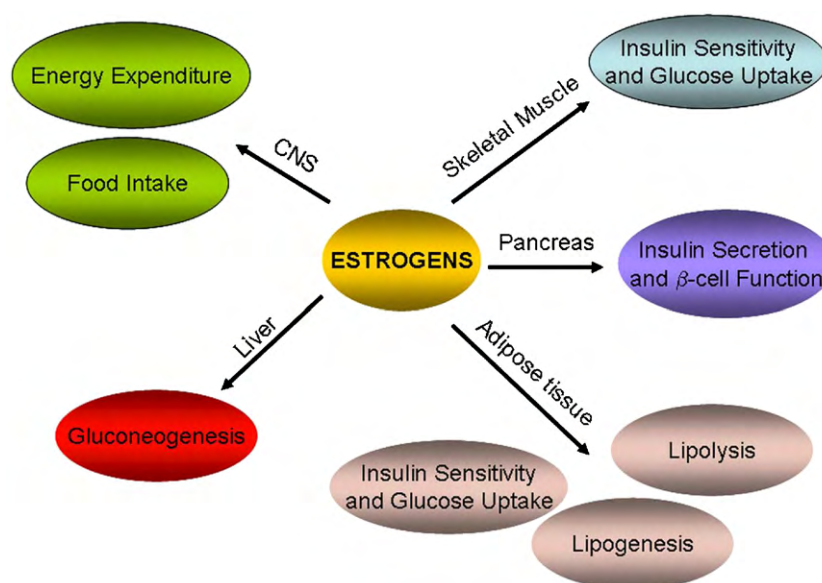 Energy Expenditure
Food Intake
CNS
Skeletal Muscle
Insulin Sensitivity
and Glucose Uptake
ESTROGENS
Pancreas
Insulin Secretion
and β-cell Function
Liver
Gluconeogenesis
Adipose tissue
Insulin Sensitivity
and Glucose Uptake
Lipolysis
Lipogenesis